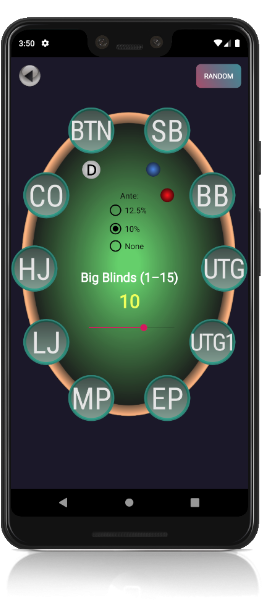 3:50
RANDOM
BTN
SB
D
CO
BB
Ante:
12.5%
10%
None
HJ
UTG
Big Blinds (1–15)
10
LJ
UTG1
MP
EP